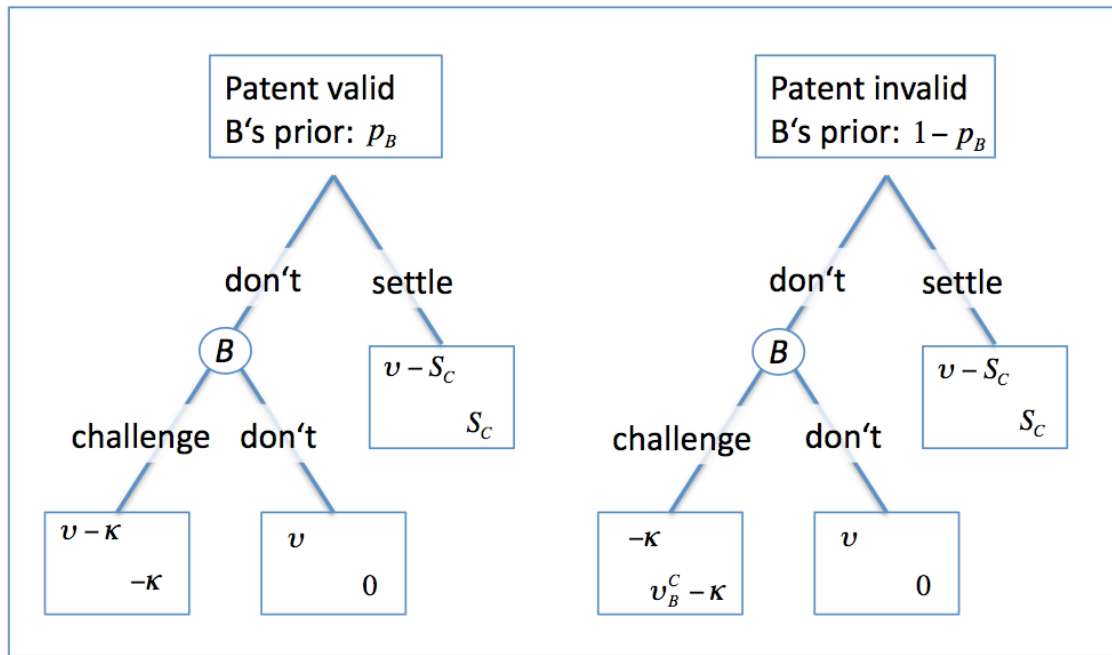 Patent valid
B‘s prior: p_B
Patent invalid
B‘s prior: 1 − p_B
don‘t
settle
don‘t
settle
B
B
υ − S_C
S_C
υ − S_C
S_C
challenge
don‘t
challenge
don‘t
υ − κ
−κ
υ
0
−κ
υ_B^C − κ
υ
0